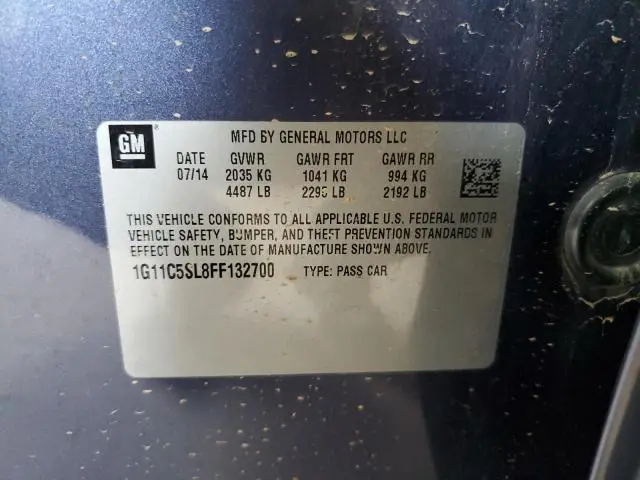 GM
MFD BY GENERAL MOTORS LLC
DATE GVWR GAWR FRT GAWR RR
07/14 2035 KG 1041 KG 994 KG
4487 LB 2295 LB 2192 LB
THIS VEHICLE CONFORMS TO ALL APPLICABLE U.S. FEDERAL MOTOR
VEHICLE SAFETY, BUMPER, AND THEFT PREVENTION STANDARDS IN
EFFECT ON THE DATE OF MANUFACTURE SHOWN ABOVE.
1G11C5SL8FF132700 TYPE: PASS CAR